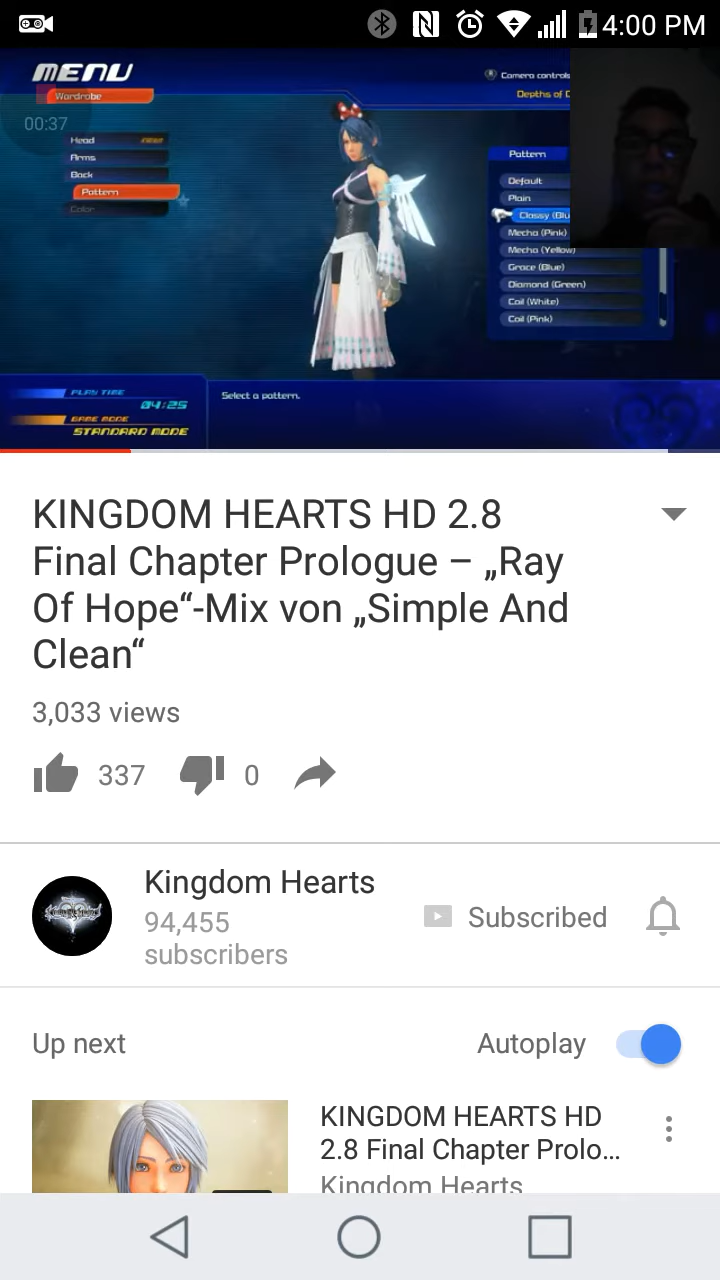 4:00 PM
MENU
Camera controls
Wardrobe
Depths of
00:37
Head
Arms
Pattern
Back
Default
Pattern
Plain
Color
Classy (Blu
Mecha (Pink)
Mecha (Yellow)
Grace (Blue)
Diamond (Green)
Coil (White)
Coil (Pink)
PLAY TIME
04:25
Select a pattern.
GAME MODE
STANDARD MODE
KINGDOM HEARTS HD 2.8
Final Chapter Prologue – „Ray
Of Hope“-Mix von „Simple And
Clean“
3,033 views
337
0
Kingdom Hearts
94,455
subscribers
Subscribed
Up next
Autoplay
KINGDOM HEARTS HD
2.8 Final Chapter Prolo...
Kingdom Hearts